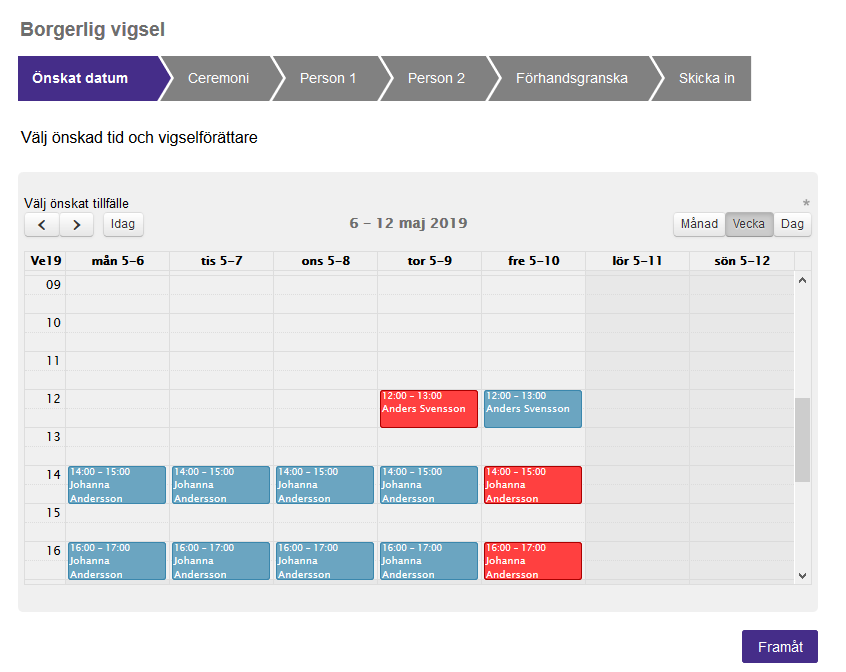 Borgerlig vigsel
Önskat datum Ceremoni Person 1 Person 2 Förhandsgranska Skicka in
Välj önskad tid och vigselförättare
Välj önskat tillfälle *
< > Idag 6 – 12 maj 2019 Månad Vecka Dag
Ve19 mån 5–6 tis 5–7 ons 5–8 tor 5–9 fre 5–10 lör 5–11 sön 5–12
09
10
11
12
12:00 – 13:00 12:00 – 13:00
Anders Svensson Anders Svensson
13
14
14:00 – 15:00 14:00 – 15:00 14:00 – 15:00 14:00 – 15:00 14:00 – 15:00
Johanna Johanna Johanna Johanna Johanna
Andersson Andersson Andersson Andersson Andersson
15
16
16:00 – 17:00 16:00 – 17:00 16:00 – 17:00 16:00 – 17:00 16:00 – 17:00
Johanna Johanna Johanna Johanna Johanna
Andersson Andersson Andersson Andersson Andersson
Framåt